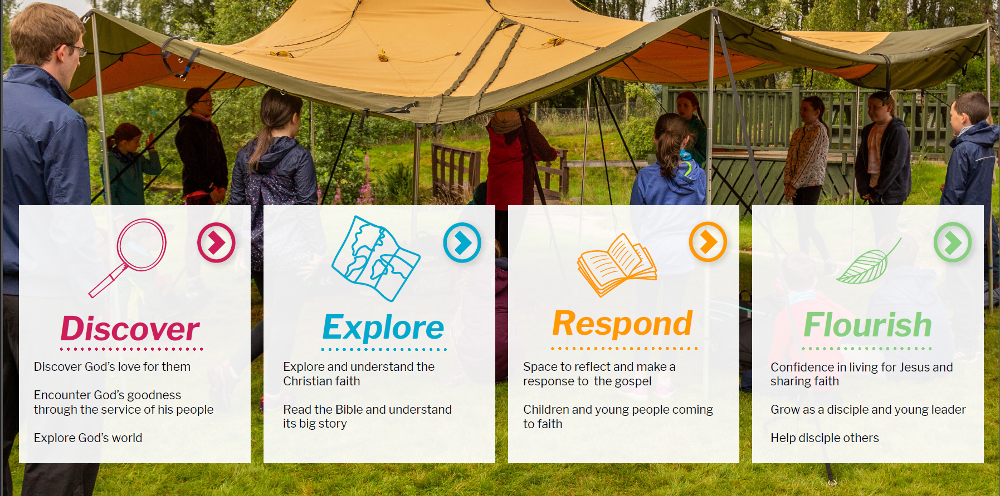 Discover
Discover God's love for them
Encounter God's goodness
through the service of his people
Explore God's world
Explore
Explore and understand the
Christian faith
Read the Bible and understand
its big story
Respond
Space to reflect and make a
response to  the gospel
Children and young people coming
to faith
Flourish
Confidence in living for Jesus and
sharing faith
Grow as a disciple and young leader
Help disciple others